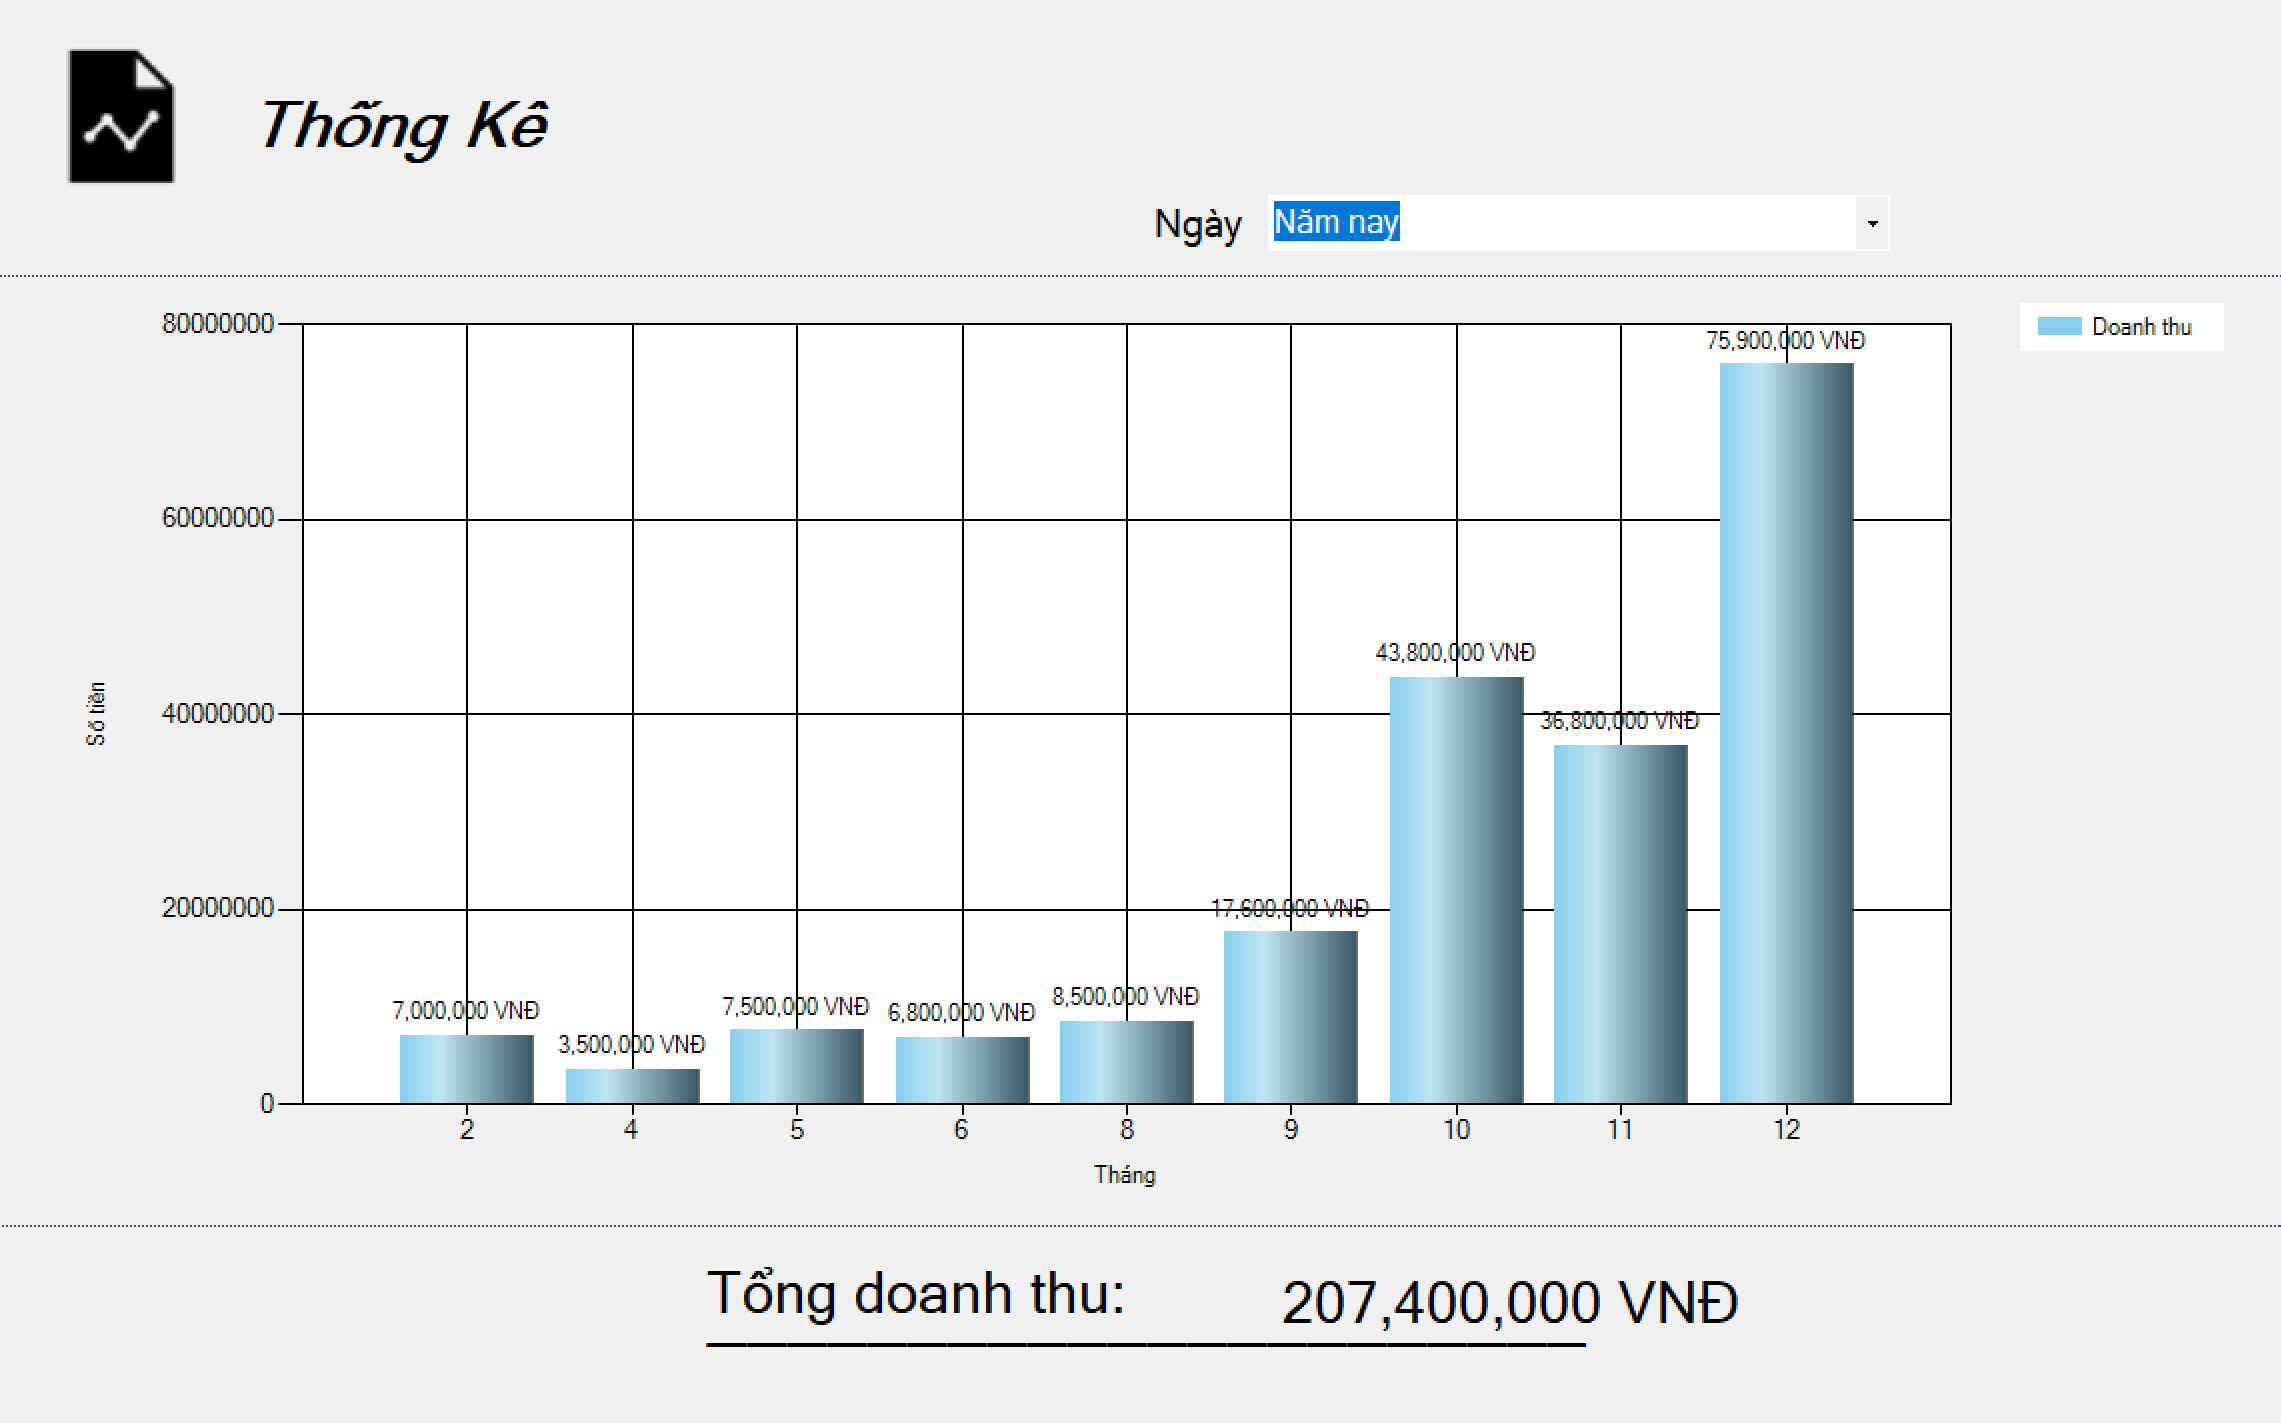 Thống Kê
Ngày Năm nay
Doanh thu
80000000
60000000
40000000
20000000
0
Số tiền
7,000,000 VNĐ
3,500,000 VNĐ
7,500,000 VNĐ
6,800,000 VNĐ
8,500,000 VNĐ
17,600,000 VNĐ
43,800,000 VNĐ
36,800,000 VNĐ
75,900,000 VNĐ
2 4 5 6 8 9 10 11 12
Tháng
Tổng doanh thu: 207,400,000 VNĐ